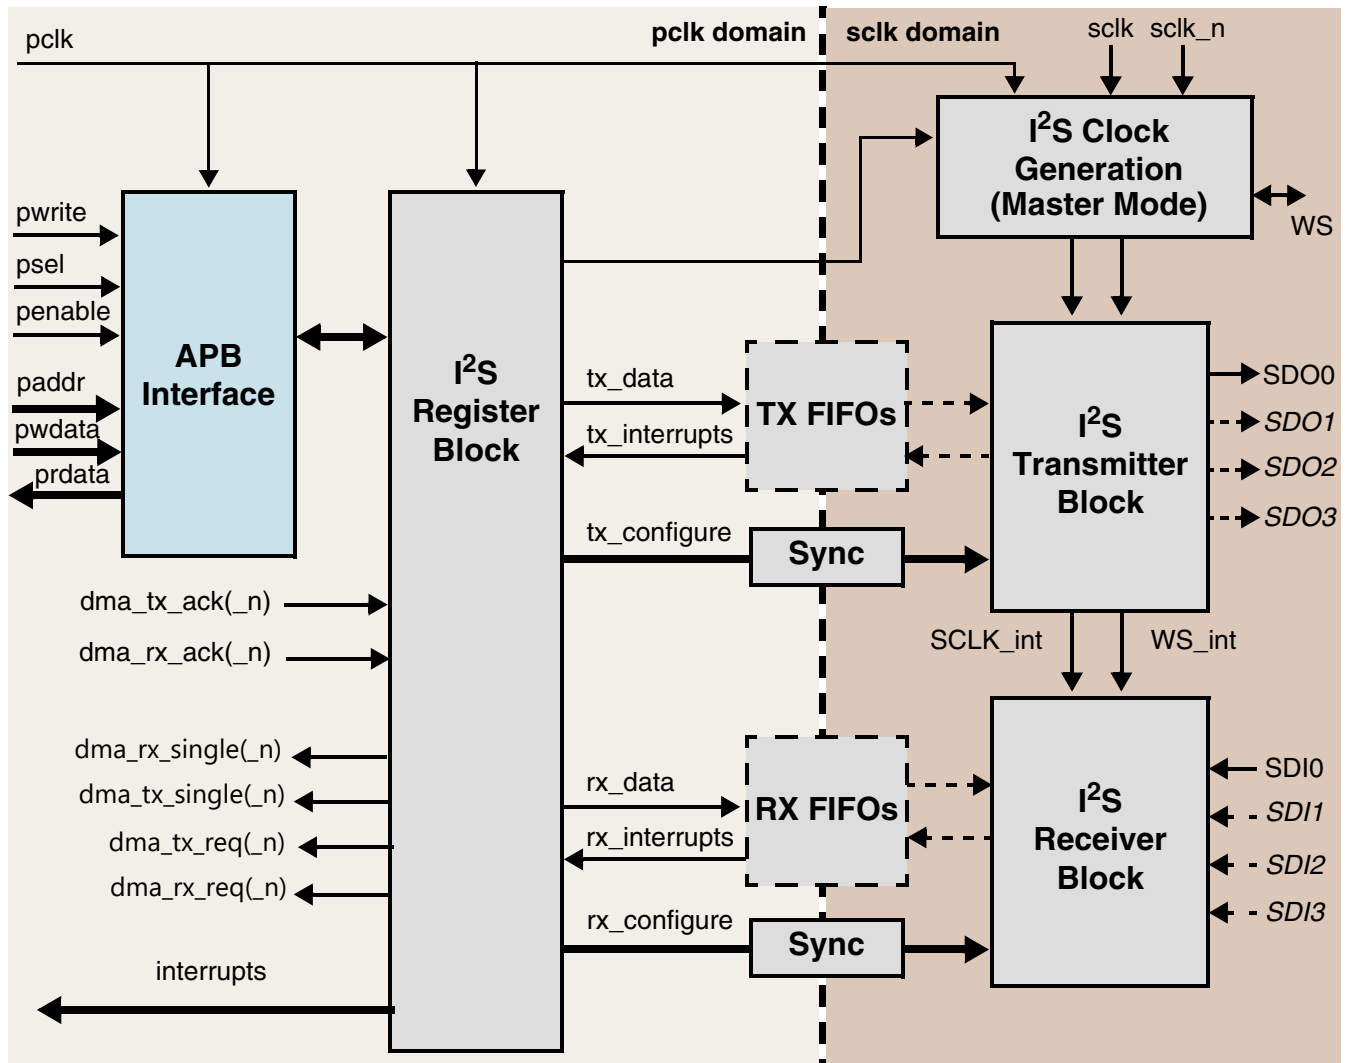 pclk
pclk domain
sclk domain
sclk
sclk_n
I²S Clock
Generation
(Master Mode)
WS
pwrite
psel
penable
paddr
pwdata
prdata
APB
Interface
I²S
Register
Block
tx_data
tx_interrupts
TX FIFOs
tx_configure
Sync
I²S
Transmitter
Block
SDO0
SDO1
SDO2
SDO3
SCLK_int
WS_int
dma_tx_ack(_n)
dma_rx_ack(_n)
dma_rx_single(_n)
dma_tx_single(_n)
dma_tx_req(_n)
dma_rx_req(_n)
interrupts
rx_data
rx_interrupts
RX FIFOs
rx_configure
Sync
I²S
Receiver
Block
SDI0
SDI1
SDI2
SDI3